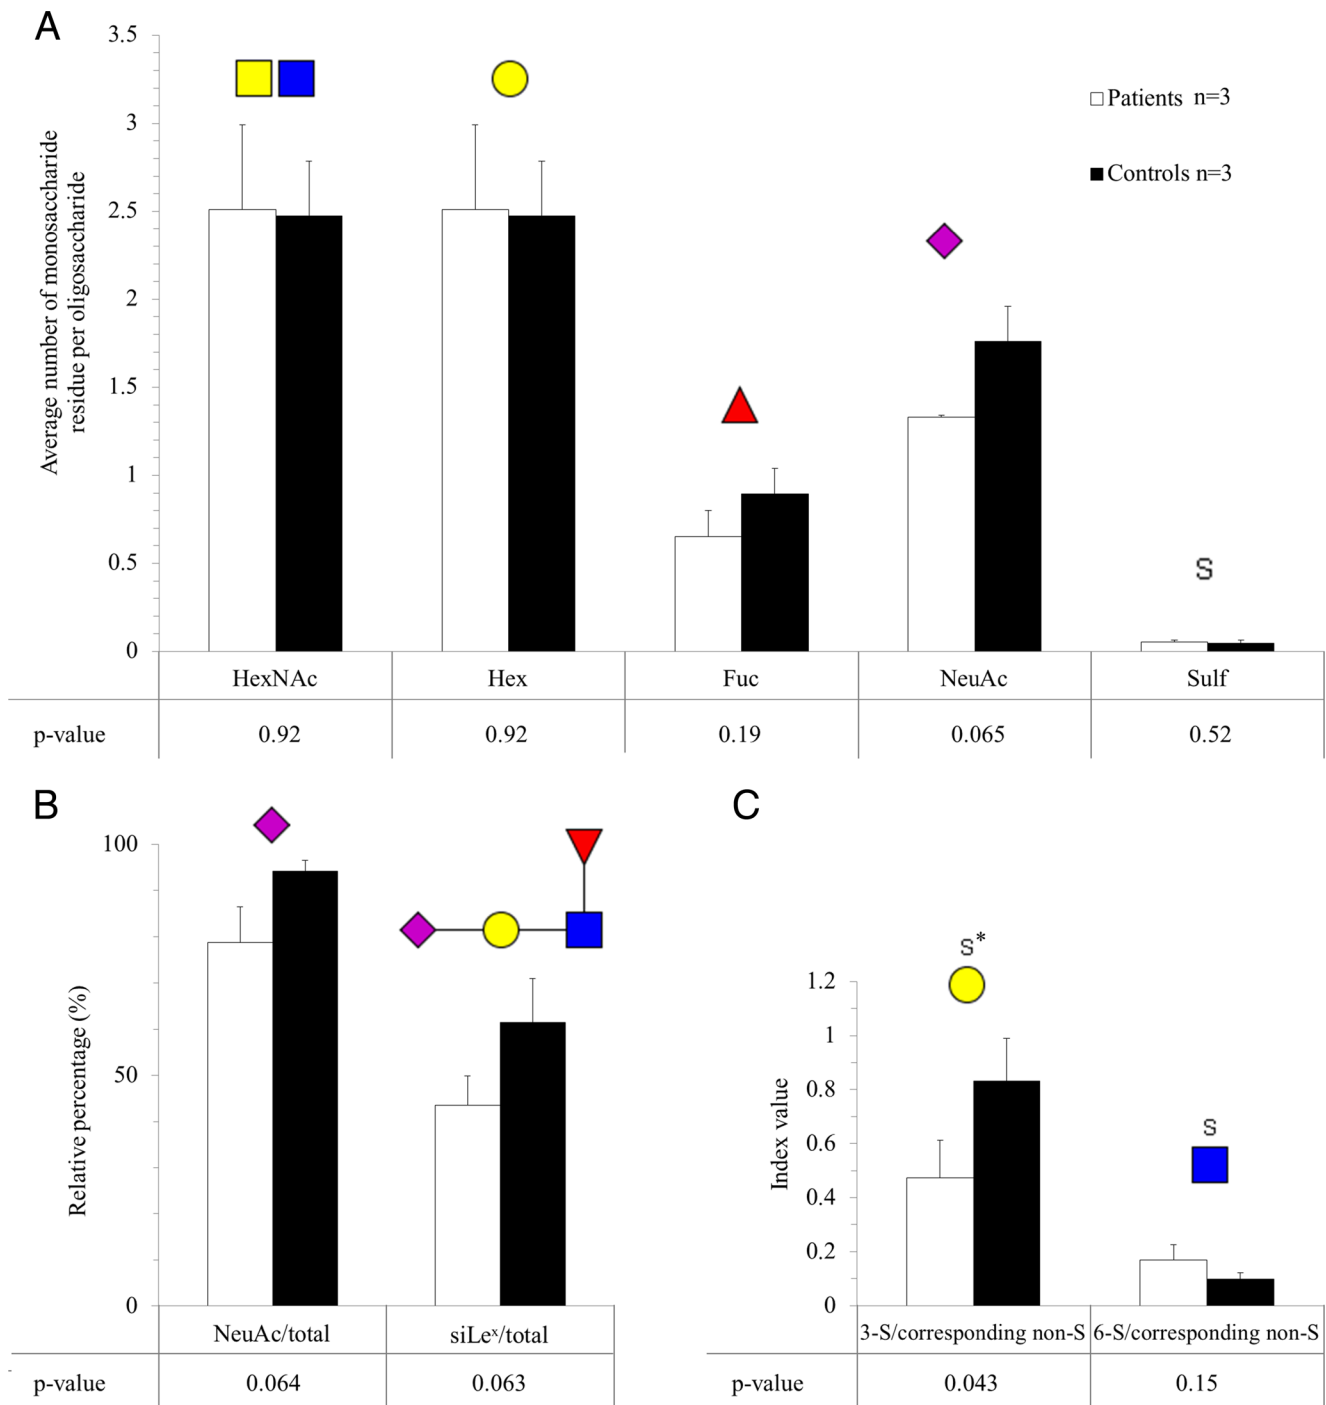 A
3.5
3
2.5
2
1.5
1
0.5
0
Average number of monosaccharide
residue per oligosaccharide
Patients n=3
Controls n=3
S
HexNAc Hex Fuc NeuAc Sulf
p-value 0.92 0.92 0.19 0.065 0.52
B
100
50
0
Relative percentage (%)
NeuAc/total siLeˣ/total
p-value 0.064 0.063
C
S*
1.2
1
0.8
0.6
0.4
0.2
0
Index value
S
3-S/corresponding non-S 6-S/corresponding non-S
p-value 0.043 0.15